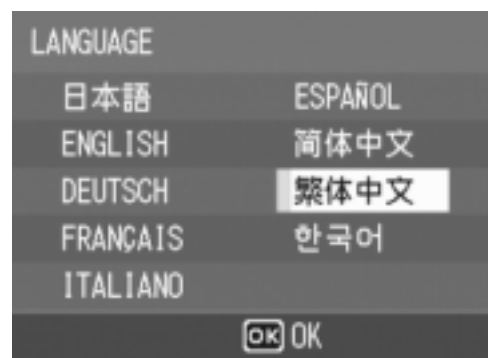 LANGUAGE
日本語 ESPAÑOL
ENGLISH 简体中文
DEUTSCH 繁体中文
FRANÇAIS 한국어
ITALIANO
OK OK